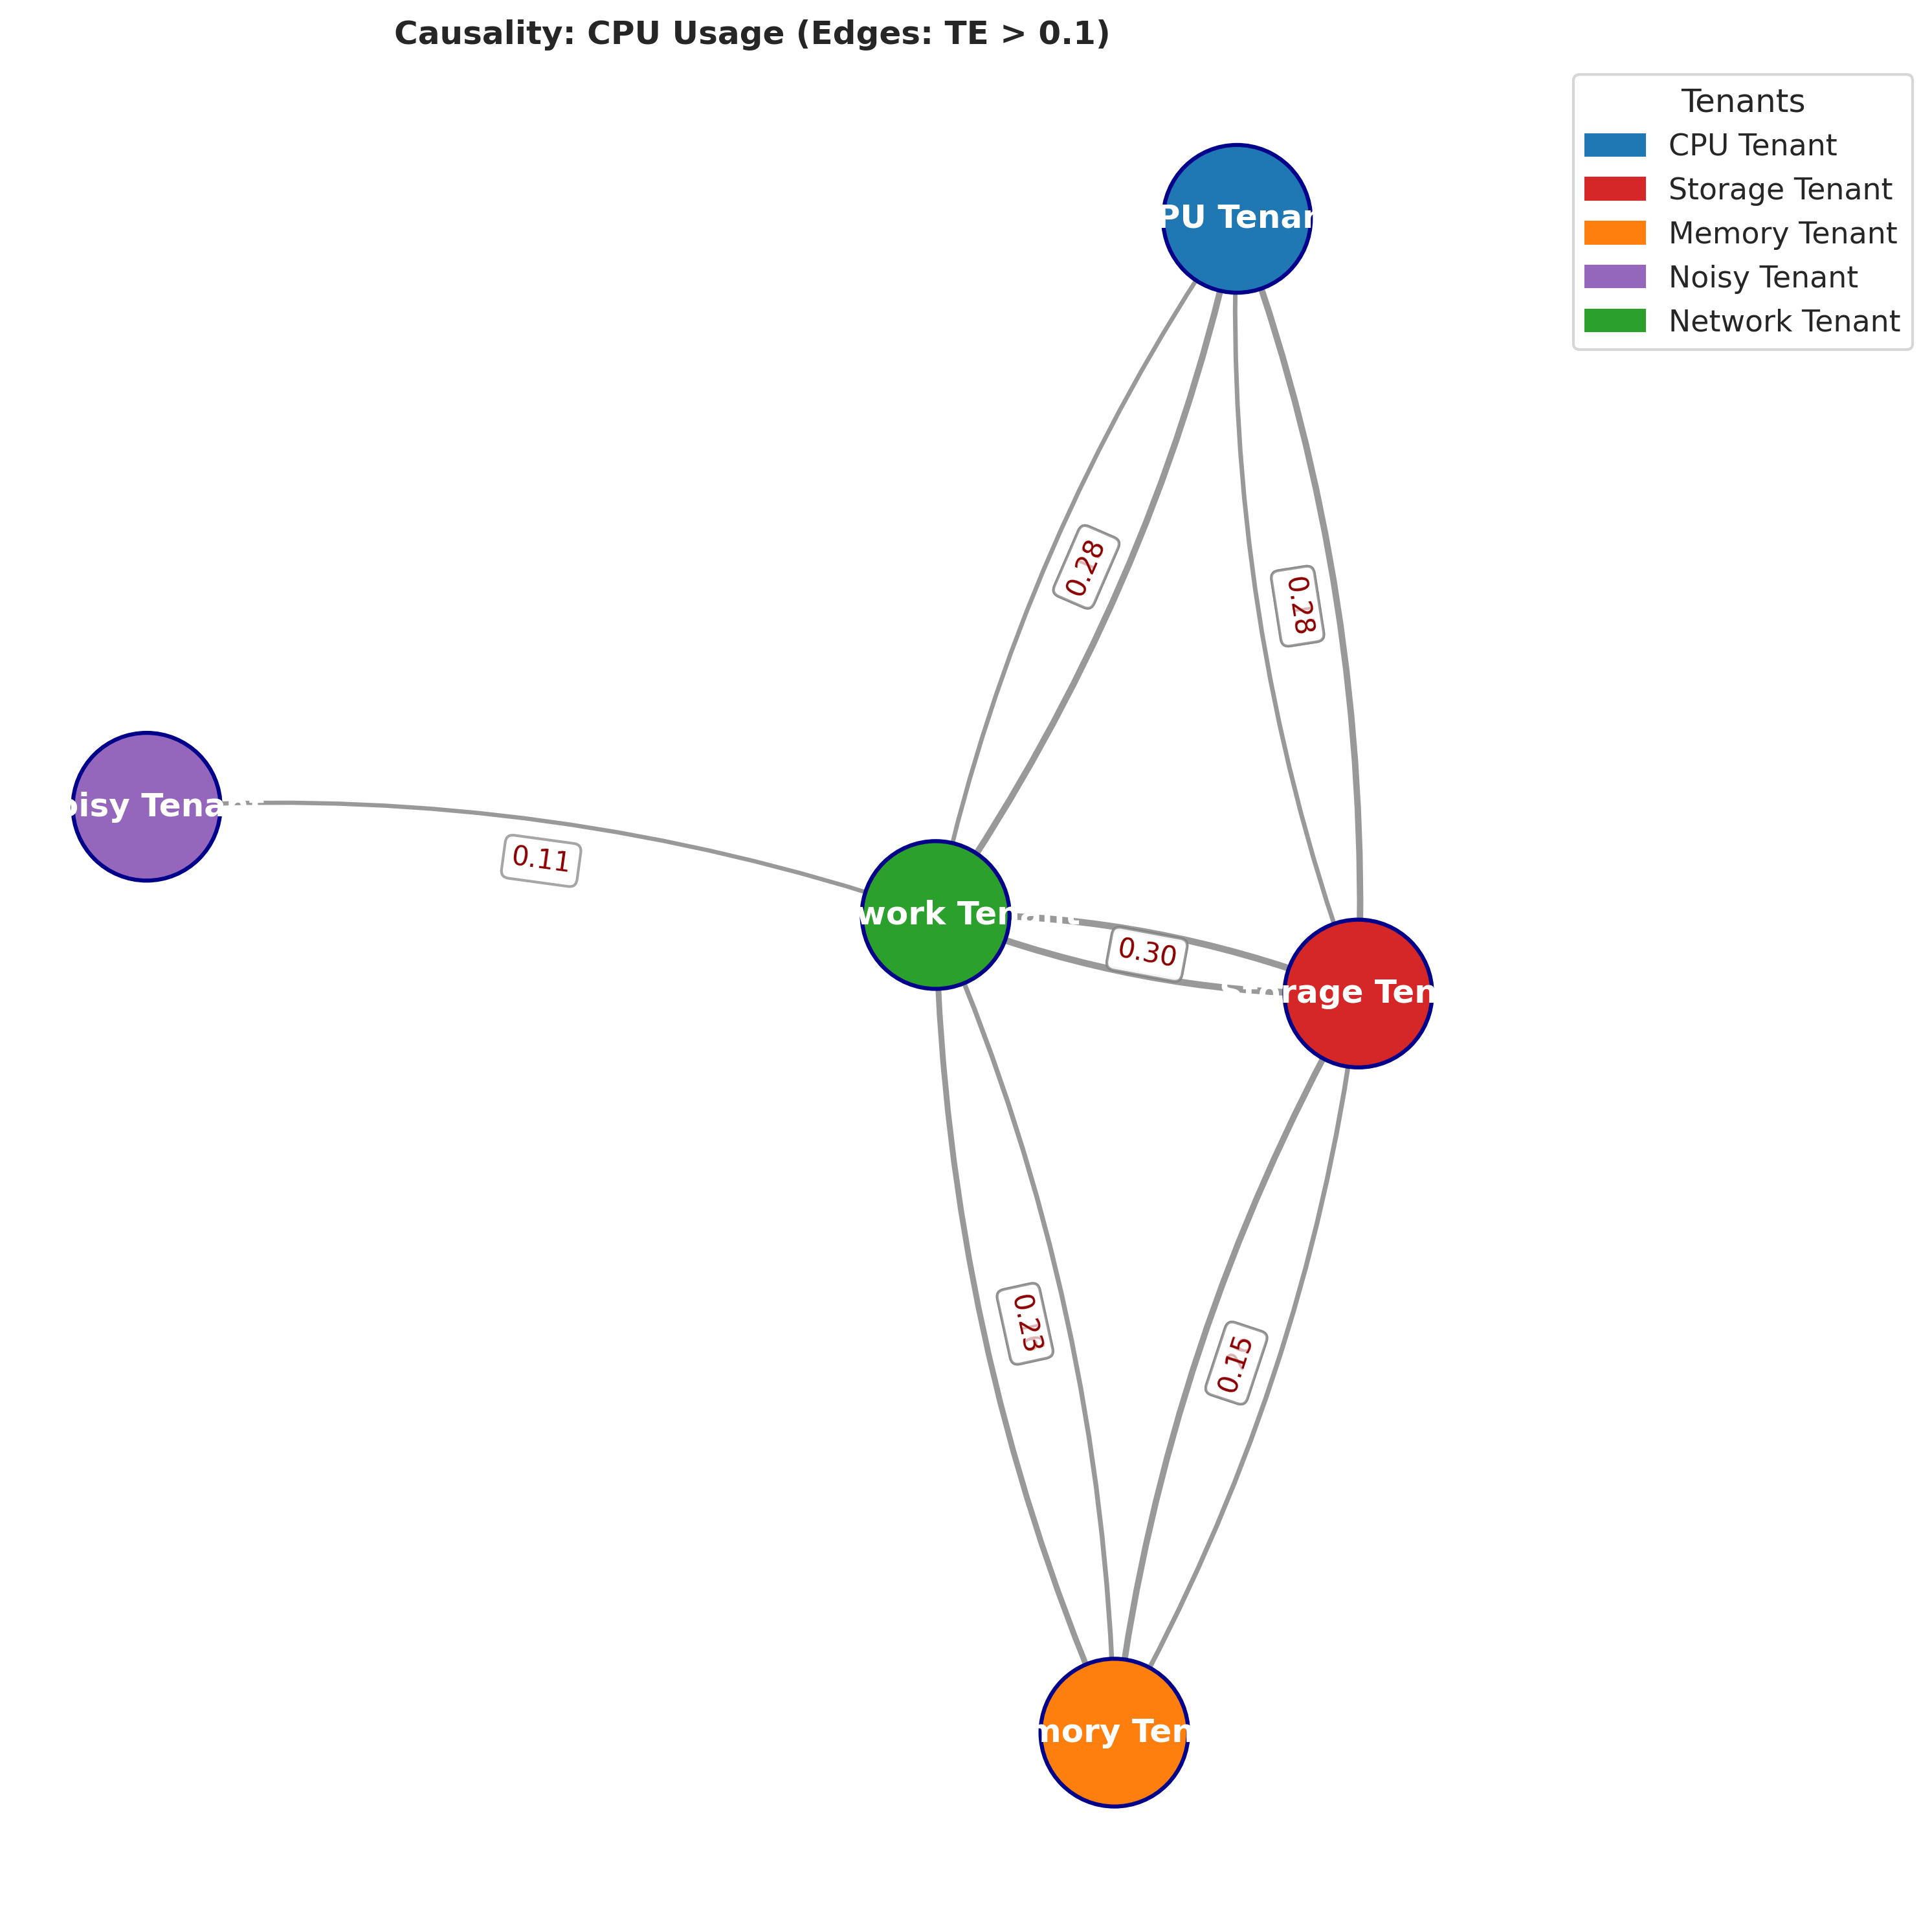 Causality: CPU Usage (Edges: TE > 0.1)
Tenants
CPU Tenant
Storage Tenant
Memory Tenant
Noisy Tenant
Network Tenant
PU Tenan
0.28
0.28
oisy Tena
0.11
work Ten
0.30
rage Ten
0.23
0.15
mory Ten